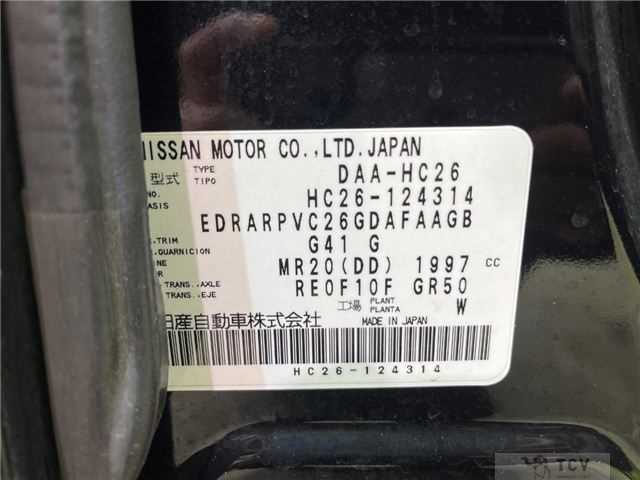 NISSAN MOTOR CO.,LTD.JAPAN
型式 TYPE TIPO DAA-HC26
NO. CHASIS HC26-124314
EDRARPVC26GDAFAAGB
TRIM GUARNICION G41 G
MR20(DD) 1997 cc
TRANS. AXLE TRANS. EJE RE0F10F GR50
工場 PLANT PLANTA W
日産自動車株式会社 MADE IN JAPAN
HC26-124314
TCV